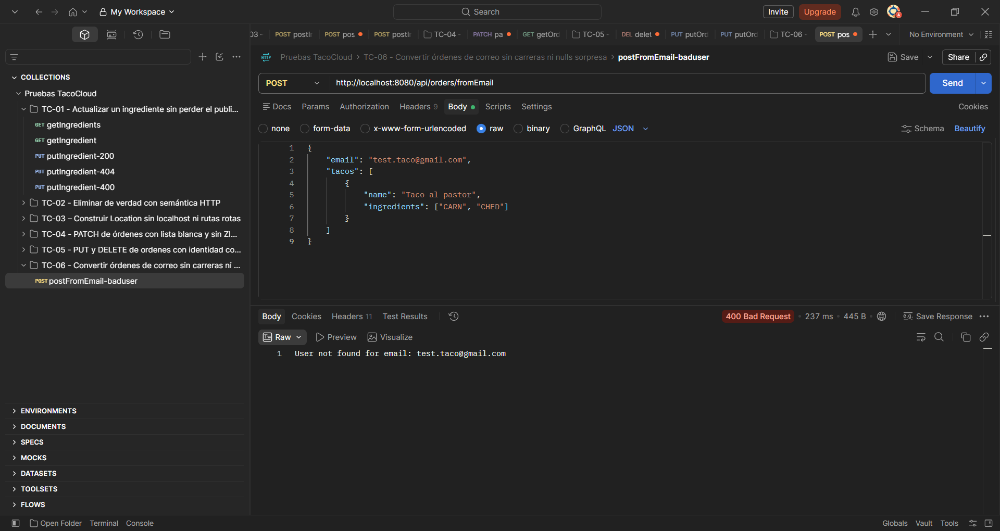 My Workspace
Search
Invite
Upgrade
03 -
POST postIr
POST pos
POST postIr
TC-04 -
PATCH pa
GET getOrd
TC-05 -
DEL delet
PUT putOrd
PUT putOrd
TC-06 -
POST pos
No Environment
HTTP
Pruebas TacoCloud > TC-06 - Convertir órdenes de correo sin carreras ni nulls sorpresa > postFromEmail-baduser
Save
Share
COLLECTIONS
Pruebas TacoCloud
TC-01 - Actualizar un ingrediente sin perder el publi...
GET getIngredients
GET getIngredient
PUT putIngredient-200
PUT putIngredient-404
PUT putIngredient-400
TC-02 - Eliminar de verdad con semántica HTTP
TC-03 – Construir Location sin localhost ni rutas rotas
TC-04 - PATCH de órdenes con lista blanca y sin ZI...
TC-05 - PUT y DELETE de ordenes con identidad co...
TC-06 - Convertir órdenes de correo sin carreras ni ...
POST postFromEmail-baduser
ENVIRONMENTS
DOCUMENTS
SPECS
MOCKS
DATASETS
TOOLSETS
FLOWS
POST
http://localhost:8080/api/orders/fromEmail
Send
Docs
Params
Authorization
Headers 9
Body
Scripts
Settings
Cookies
none
form-data
x-www-form-urlencoded
raw
binary
GraphQL
JSON
Schema
Beautify
1 {
2 "email": "test.taco@gmail.com",
3 "tacos": [
4 {
5 "name": "Taco al pastor",
6 "ingredients": ["CARN", "CHED"]
7 }
8 ]
9 }
Body
Cookies
Headers 11
Test Results
400 Bad Request
237 ms
445 B
e.g. Save Response
Raw
Preview
Visualize
1 User not found for email: test.taco@gmail.com
Open Folder
Terminal
Console
Globals
Vault
Tools